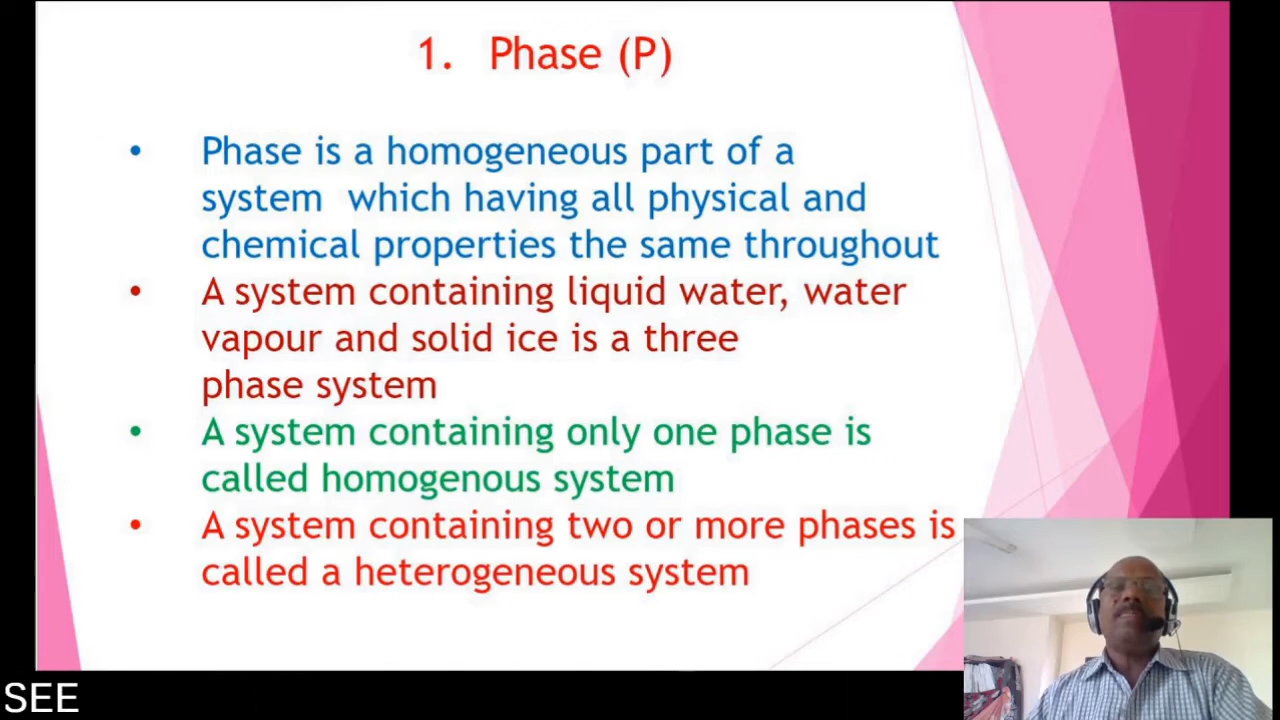 1. Phase (P)
• Phase is a homogeneous part of a
system which having all physical and
chemical properties the same throughout
• A system containing liquid water, water
vapour and solid ice is a three
phase system
• A system containing only one phase is
called homogenous system
• A system containing two or more phases is
called a heterogeneous system
SEE